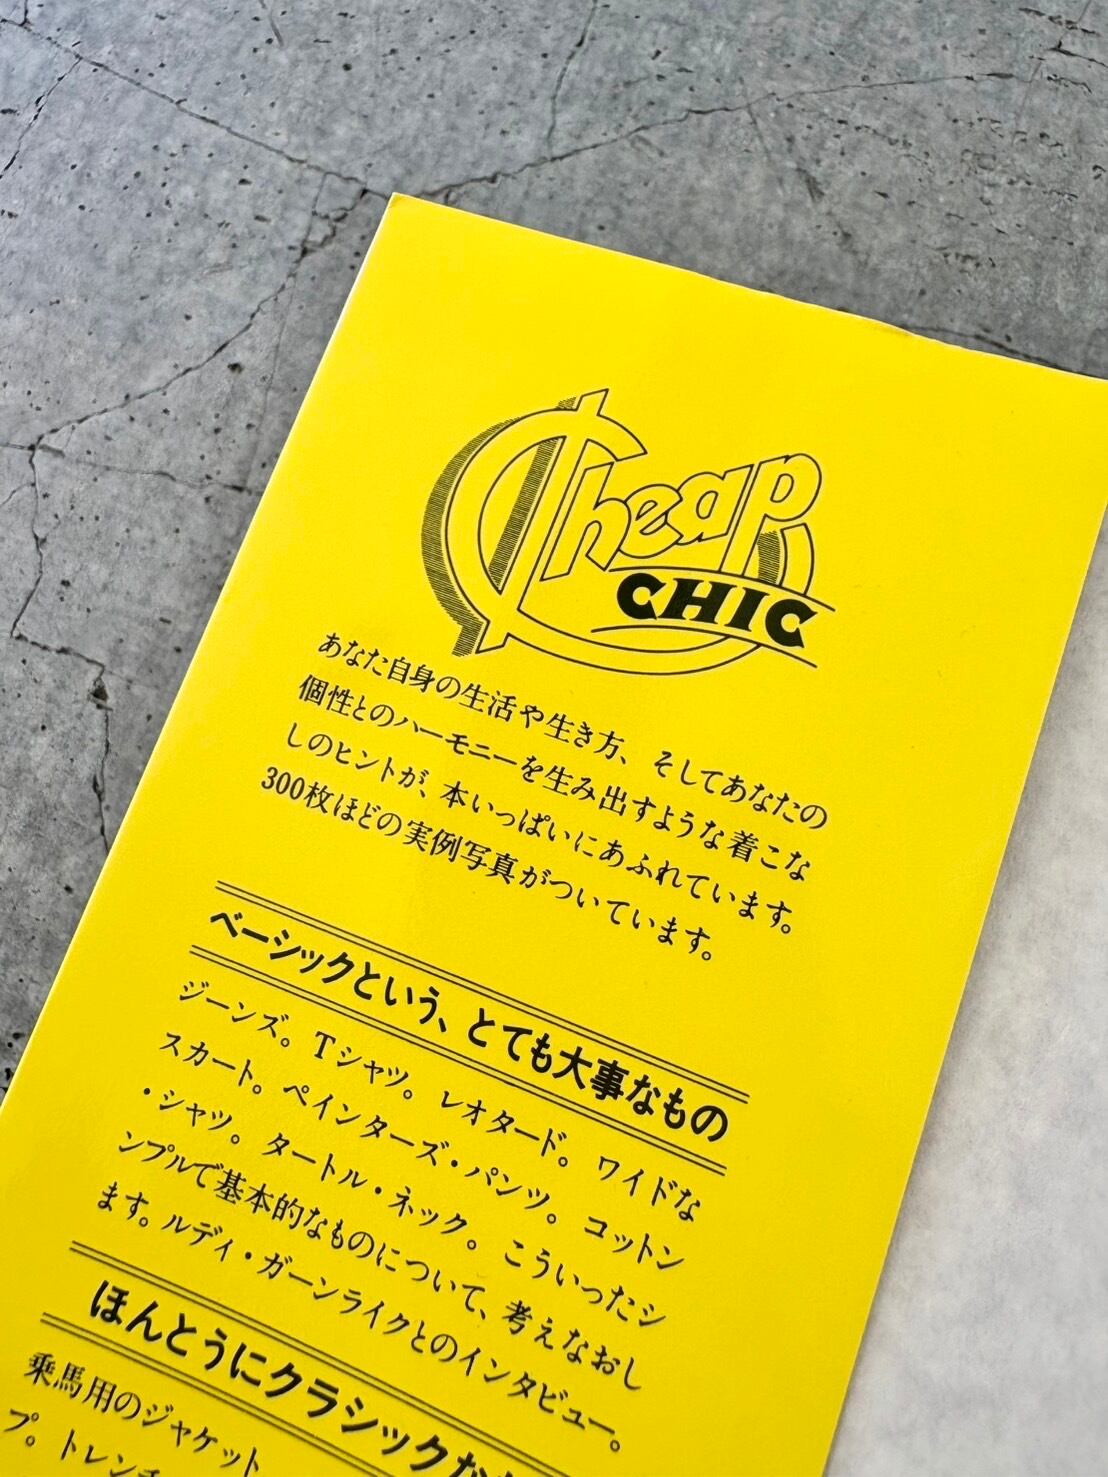 Cheap
CHIC
あなた自身の生活や生き方、そしてあなたの
個性とのハーモニーを生み出すような着こな
しのヒントが、本いっぱいにあふれています。
300枚ほどの実例写真がついています。
ベーシックという、とても大事なもの
ジーンズ。Tシャツ。レオタード。ワイドな
スカート。ペインターズ・パンツ。コットン
・シャツ。タートル・ネック。こういったシ
ンプルで基本的なものについて、考えなおし
ます。ルディ・ガーンライクとのインタビュー。
ほんとうにクラシックな
乗馬用のジャケット
プ。トレンチ